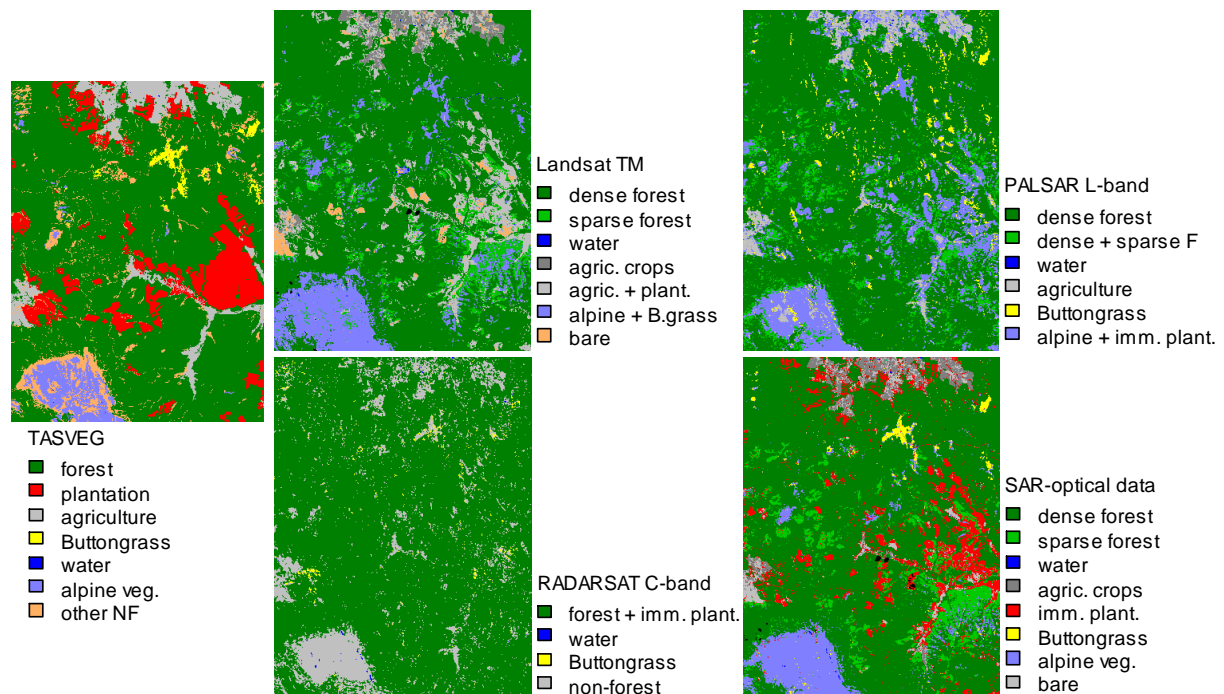 TASVEG
forest
plantation
agriculture
Buttongrass
water
alpine veg.
other NF
Landsat TM
dense forest
sparse forest
water
agric. crops
agric. + plant.
alpine + B.grass
bare
RADARSAT C-band
forest + imm. plant.
water
Buttongrass
non-forest
PALSAR L-band
dense forest
dense + sparse F
water
agriculture
Buttongrass
alpine + imm. plant.
SAR-optical data
dense forest
sparse forest
water
agric. crops
imm. plant.
Buttongrass
alpine veg.
bare